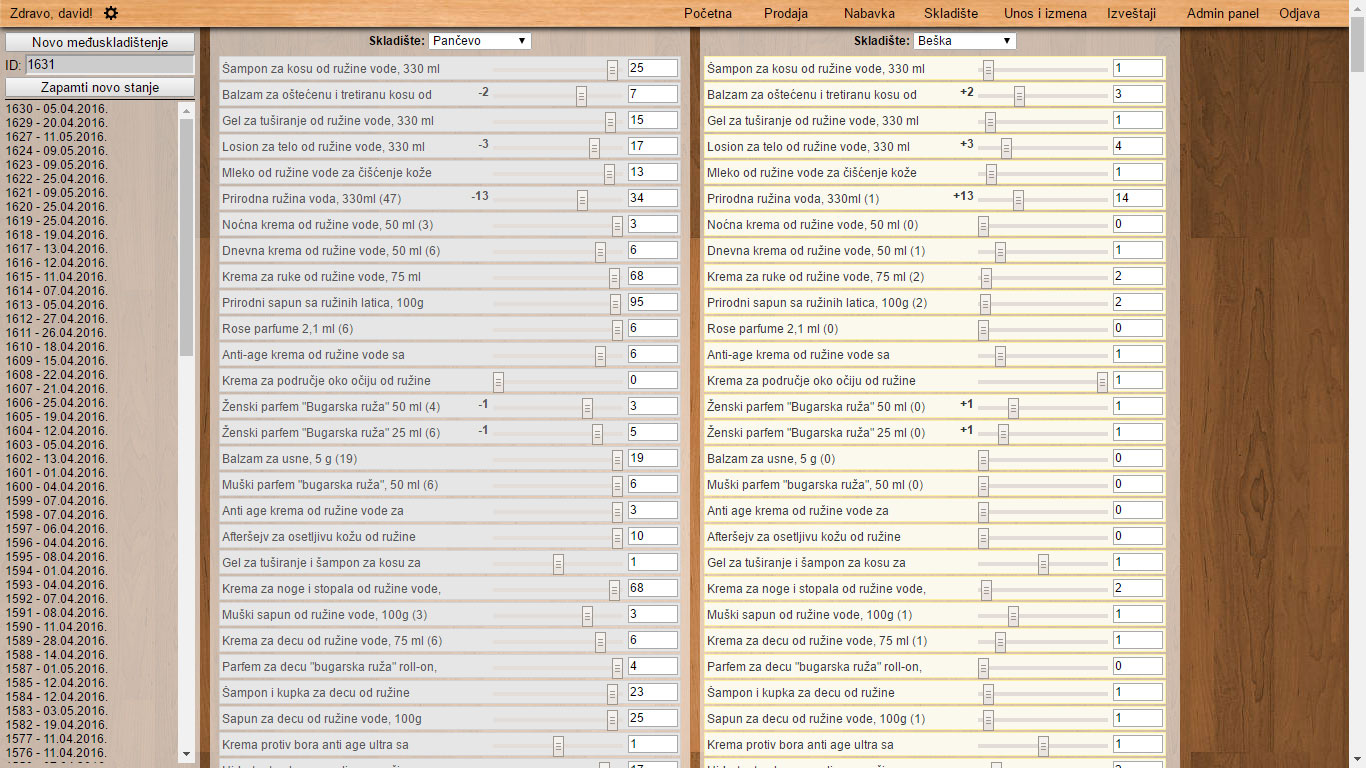 Zdravo, david!
Početna Prodaja Nabavka Skladište Unos i izmena Izveštaji Admin panel Odjava
Novo međuskladištenje
ID: 1631
Zapamti novo stanje
1630 - 05.04.2016.
1629 - 20.04.2016.
1627 - 11.05.2016.
1624 - 09.05.2016.
1623 - 09.05.2016.
1622 - 25.04.2016.
1621 - 09.05.2016.
1620 - 25.04.2016.
1619 - 25.04.2016.
1618 - 19.04.2016.
1617 - 13.04.2016.
1616 - 12.04.2016.
1615 - 11.04.2016.
1614 - 07.04.2016.
1613 - 05.04.2016.
1612 - 27.04.2016.
1611 - 26.04.2016.
1610 - 18.04.2016.
1609 - 15.04.2016.
1608 - 22.04.2016.
1607 - 21.04.2016.
1606 - 25.04.2016.
1605 - 19.04.2016.
1604 - 12.04.2016.
1603 - 05.04.2016.
1602 - 13.04.2016.
1601 - 01.04.2016.
1600 - 04.04.2016.
1599 - 07.04.2016.
1598 - 07.04.2016.
1597 - 06.04.2016.
1596 - 04.04.2016.
1595 - 08.04.2016.
1594 - 01.04.2016.
1593 - 04.04.2016.
1592 - 07.04.2016.
1591 - 08.04.2016.
1590 - 11.04.2016.
1589 - 28.04.2016.
1588 - 14.04.2016.
1587 - 01.05.2016.
1585 - 12.04.2016.
1584 - 12.04.2016.
1583 - 03.05.2016.
1582 - 19.04.2016.
1577 - 11.04.2016.
1576 - 11.04.2016.
Skladište: Pančevo
Šampon za kosu od ružine vode, 330 ml 25
Balzam za oštećenu i tretiranu kosu od -2 7
Gel za tuširanje od ružine vode, 330 ml 15
Losion za telo od ružine vode, 330 ml -3 17
Mleko od ružine vode za čišćenje kože 13
Prirodna ružina voda, 330ml (47) -13 34
Noćna krema od ružine vode, 50 ml (3) 3
Dnevna krema od ružine vode, 50 ml (6) 6
Krema za ruke od ružine vode, 75 ml 68
Prirodni sapun sa ružinih latica, 100g 95
Rose parfume 2,1 ml (6) 6
Anti-age krema od ružine vode sa 6
Krema za područje oko očiju od ružine 0
Ženski parfem "Bugarska ruža" 50 ml (4) -1 3
Ženski parfem "Bugarska ruža" 25 ml (6) -1 5
Balzam za usne, 5 g (19) 19
Muški parfem "bugarska ruža", 50 ml (6) 6
Anti age krema od ružine vode za 3
Afteršejv za osetljivu kožu od ružine 10
Gel za tuširanje i šampon za kosu za 1
Krema za noge i stopala od ružine vode, 68
Muški sapun od ružine vode, 100g (3) 3
Krema za decu od ružine vode, 75 ml (6) 6
Parfem za decu "bugarska ruža" roll-on, 4
Šampon i kupka za decu od ružine 23
Sapun za decu od ružine vode, 100g 25
Krema protiv bora anti age ultra sa 1
Skladište: Beška
Šampon za kosu od ružine vode, 330 ml 1
Balzam za oštećenu i tretiranu kosu od +2 3
Gel za tuširanje od ružine vode, 330 ml 1
Losion za telo od ružine vode, 330 ml +3 4
Mleko od ružine vode za čišćenje kože 1
Prirodna ružina voda, 330ml (1) +13 14
Noćna krema od ružine vode, 50 ml (0) 0
Dnevna krema od ružine vode, 50 ml (1) 1
Krema za ruke od ružine vode, 75 ml (2) 2
Prirodni sapun sa ružinih latica, 100g (2) 2
Rose parfume 2,1 ml (0) 0
Anti-age krema od ružine vode sa 1
Krema za područje oko očiju od ružine 1
Ženski parfem "Bugarska ruža" 50 ml (0) +1 1
Ženski parfem "Bugarska ruža" 25 ml (0) +1 1
Balzam za usne, 5 g (0) 0
Muški parfem "bugarska ruža", 50 ml (0) 0
Anti age krema od ružine vode za 0
Afteršejv za osetljivu kožu od ružine 0
Gel za tuširanje i šampon za kosu za 1
Krema za noge i stopala od ružine vode, 2
Muški sapun od ružine vode, 100g (1) 1
Krema za decu od ružine vode, 75 ml (1) 1
Parfem za decu "bugarska ruža" roll-on, 0
Šampon i kupka za decu od ružine 1
Sapun za decu od ružine vode, 100g (1) 1
Krema protiv bora anti age ultra sa 1